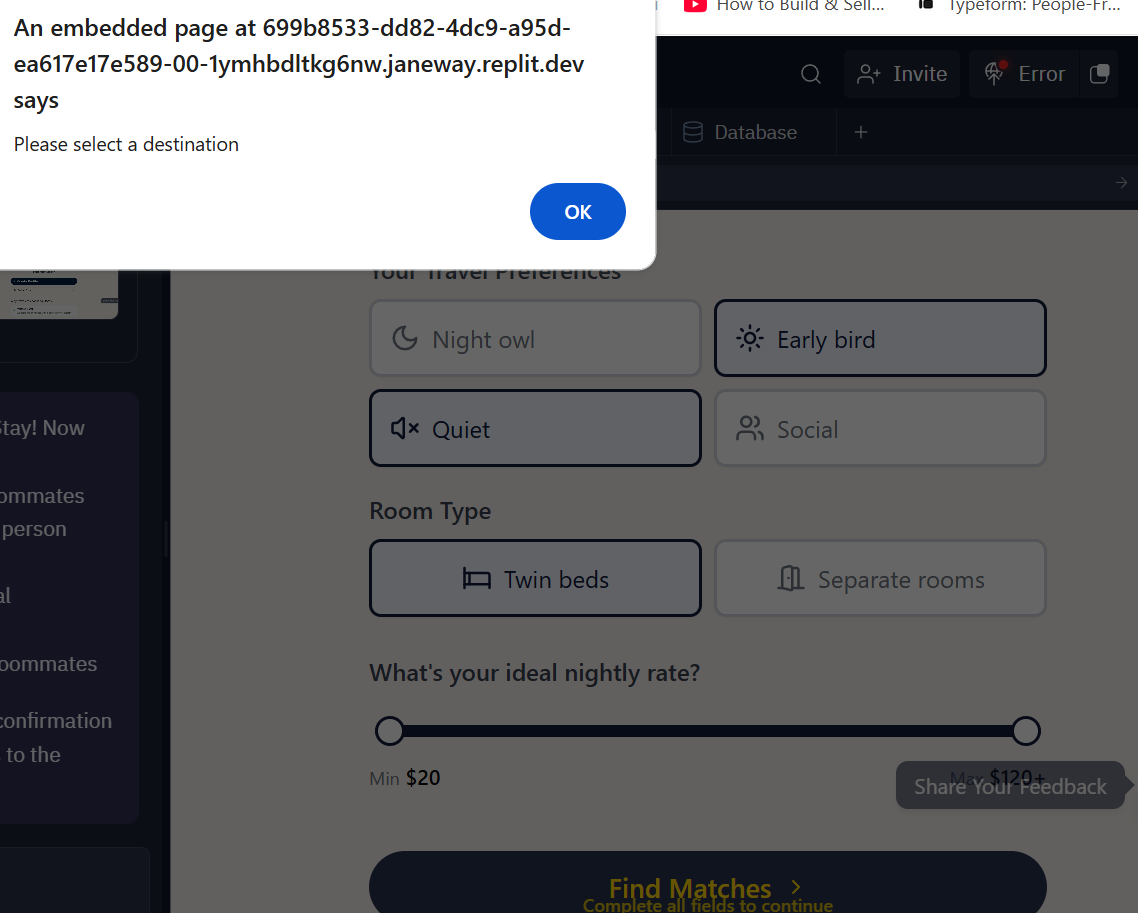 How to Build & Sell...
Typeform: People-Fr...
An embedded page at 699b8533-dd82-4dc9-a95d-
ea617e17e589-00-1ymhbdltkg6nw.janeway.replit.dev
says
Please select a destination
OK
Invite
Error
Database
Your Travel Preferences
Night owl
Early bird
Stay! Now
Quiet
Social
ommates
person
Room Type
al
Twin beds
Separate rooms
oommates
What's your ideal nightly rate?
confirmation
s to the
Min $20
Max $120+
Share Your Feedback
Find Matches
Complete all fields to continue